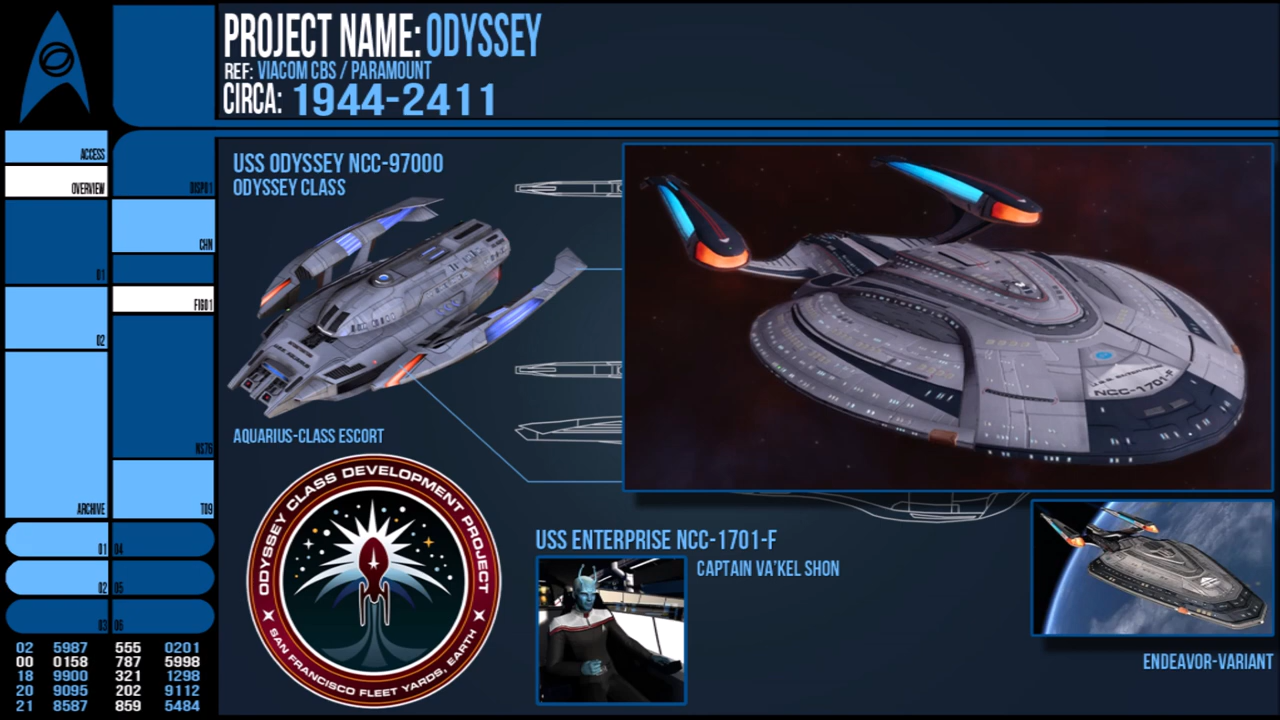 PROJECT NAME: ODYSSEY
REF: VIACOM CBS / PARAMOUNT
CIRCA: 1944-2411
ACCESS
OVERVIEW
01
02
ARCHIVE
01
02
03
DISP01
CHN
FIG01
NS76
T09
04
05
06
02 5987 555 0201
00 0158 787 5998
18 9900 321 1298
20 9095 202 9112
21 8587 859 5484
USS ODYSSEY NCC-97000
ODYSSEY CLASS
AQUARIUS-CLASS ESCORT
ODYSSEY CLASS DEVELOPMENT PROJECT
SAN FRANCISCO FLEET YARDS, EARTH
U.S.S. Enterprise
NCC-1701-F
USS ENTERPRISE NCC-1701-F
CAPTAIN VA'KEL SHON
ENDEAVOR-VARIANT